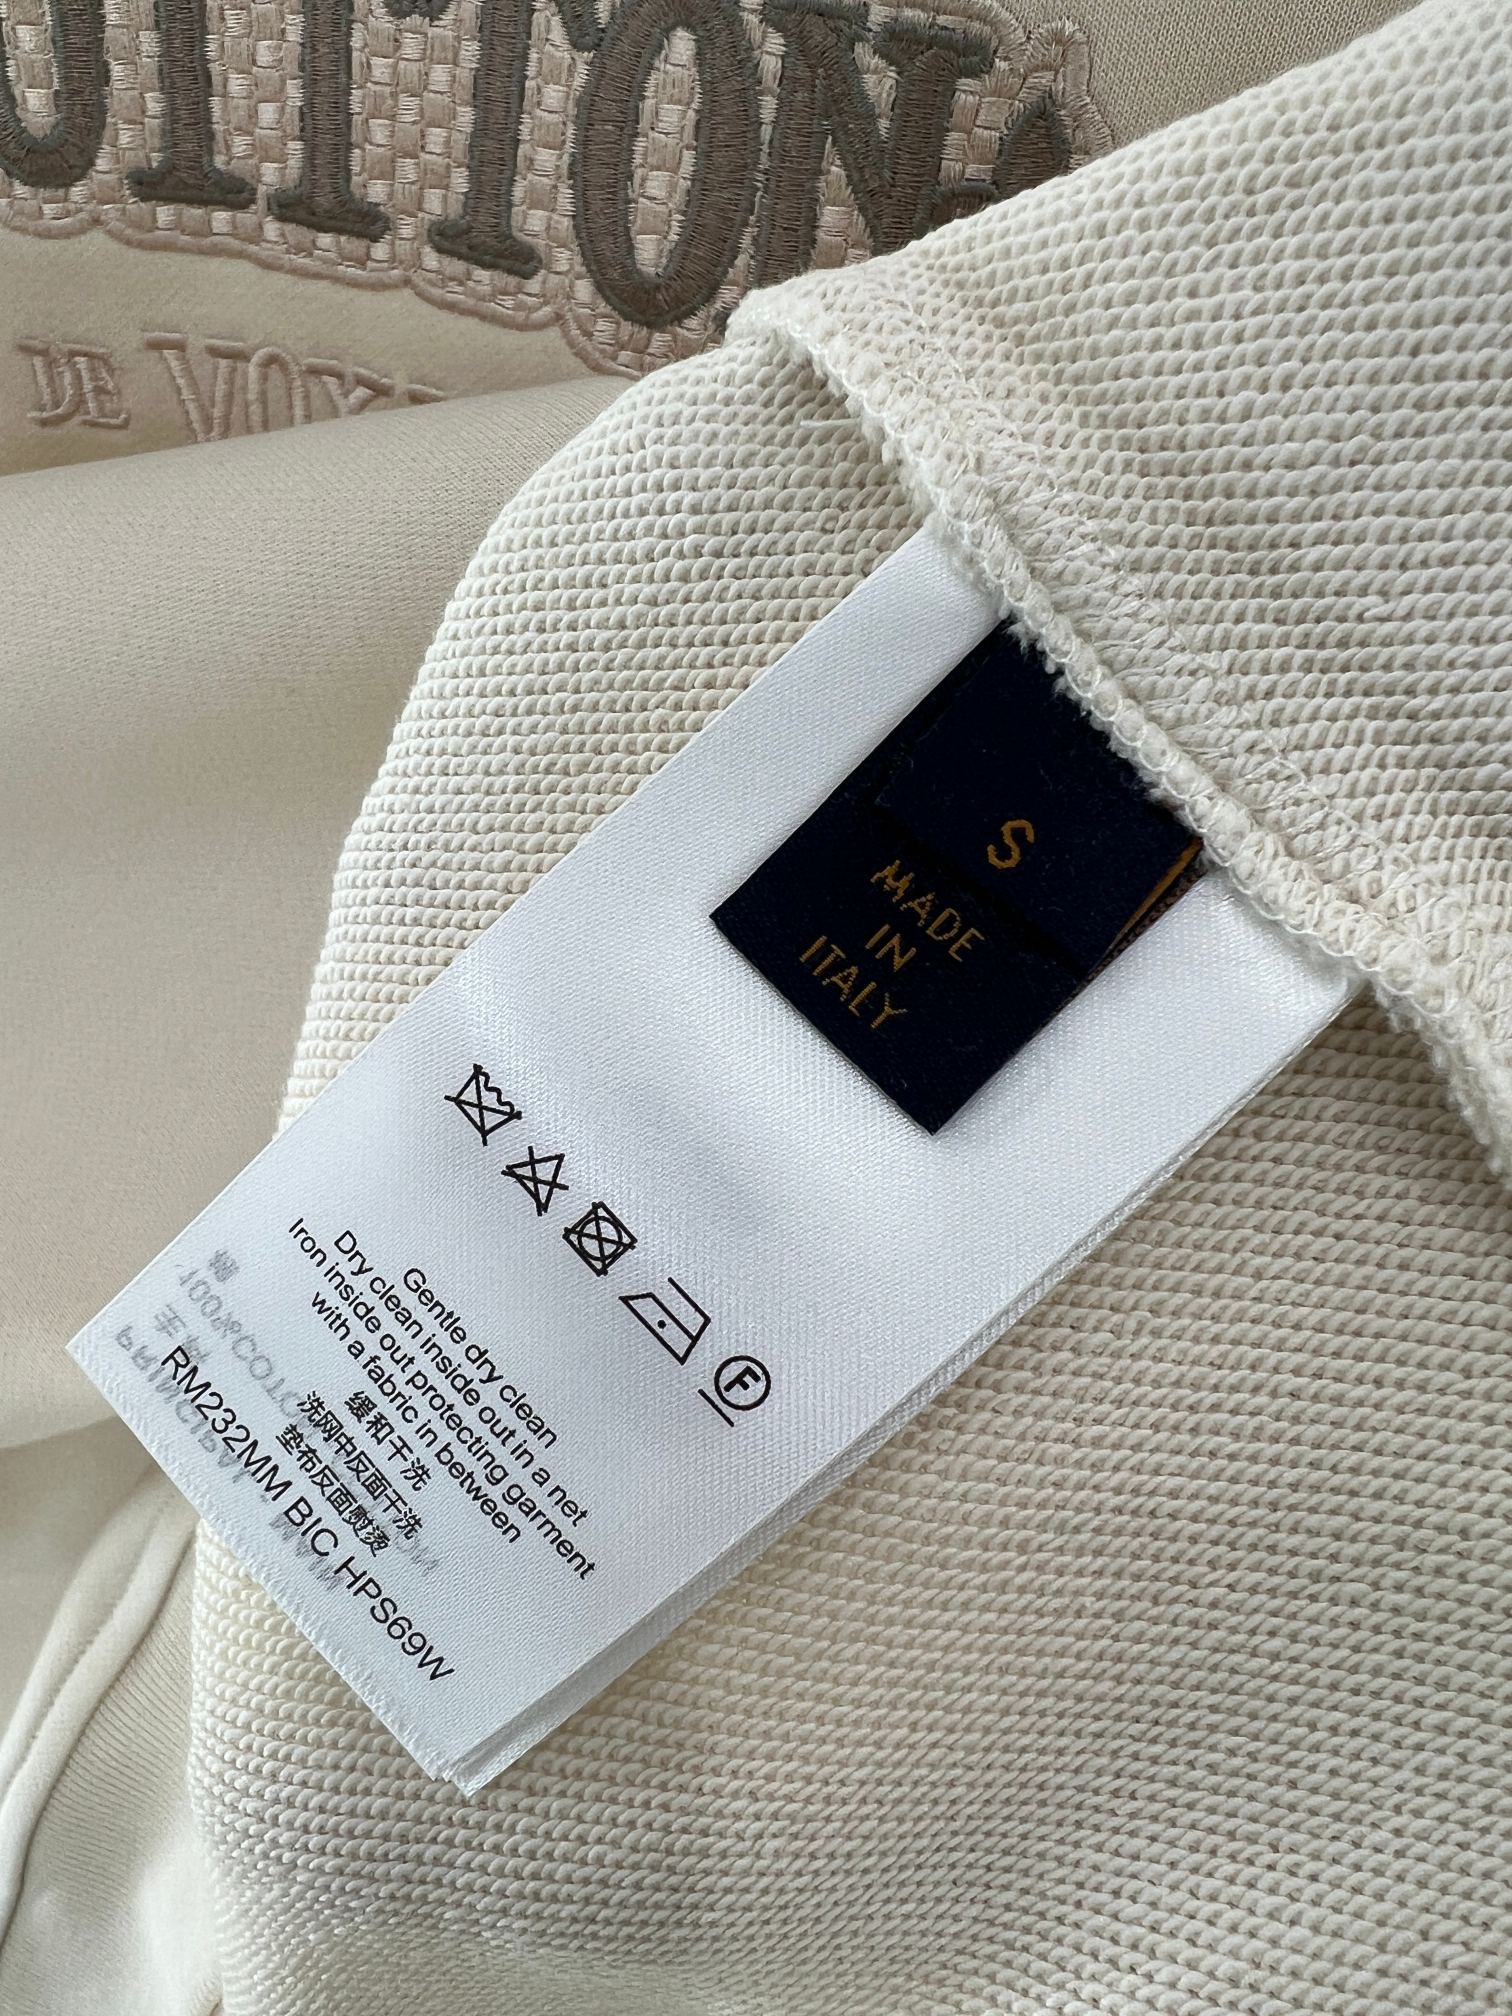 UITTON
DE VOY
S
MADE
IN
ITALY
F
Gentle dry clean
Dry clean inside out in a net
Iron inside out protecting garment
with a fabric in between
缓和干洗
洗网中反面干洗
垫布反面熨烫
RM232MM BIC HPS69W